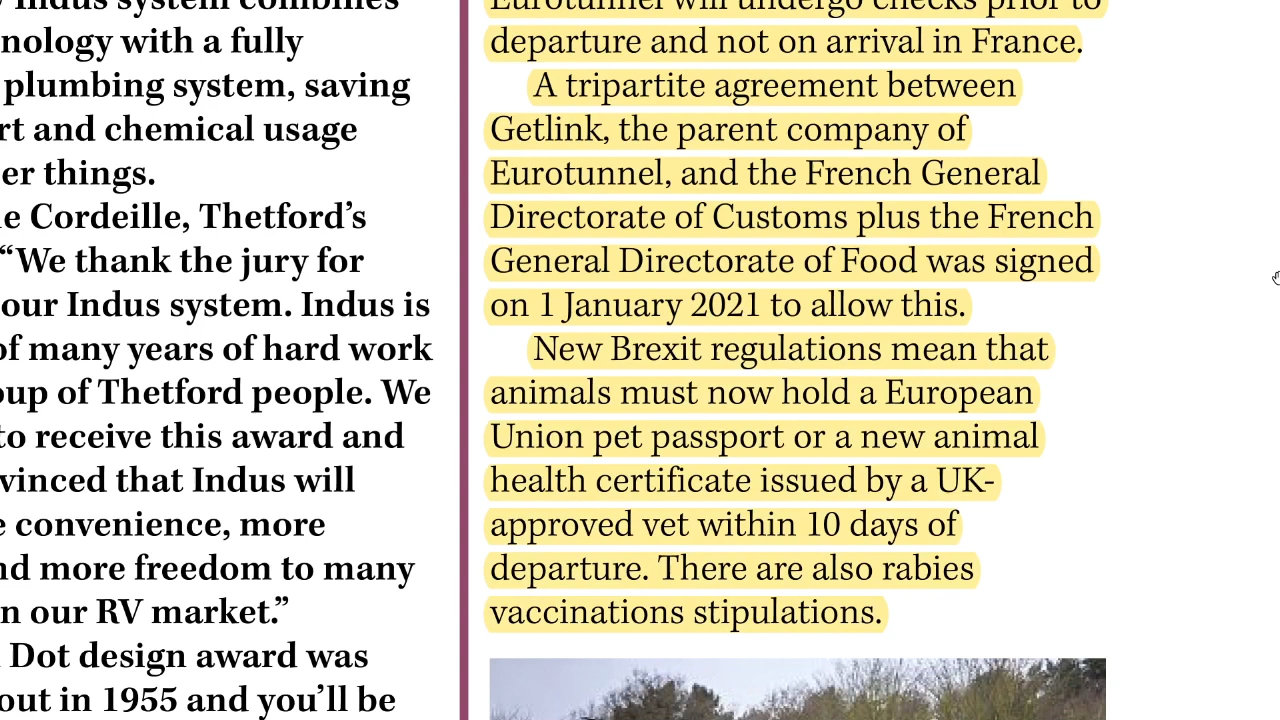 Indus system combines
nology with a fully
plumbing system, saving
rt and chemical usage
er things.
e Cordeille, Thetford’s
“We thank the jury for
our Indus system. Indus is
of many years of hard work
oup of Thetford people. We
to receive this award and
vinced that Indus will
e convenience, more
nd more freedom to many
n our RV market.”
Dot design award was
out in 1955 and you’ll be
Eurotunnel will undergo checks prior to
departure and not on arrival in France.
A tripartite agreement between
Getlink, the parent company of
Eurotunnel, and the French General
Directorate of Customs plus the French
General Directorate of Food was signed
on 1 January 2021 to allow this.
New Brexit regulations mean that
animals must now hold a European
Union pet passport or a new animal
health certificate issued by a UK-
approved vet within 10 days of
departure. There are also rabies
vaccinations stipulations.